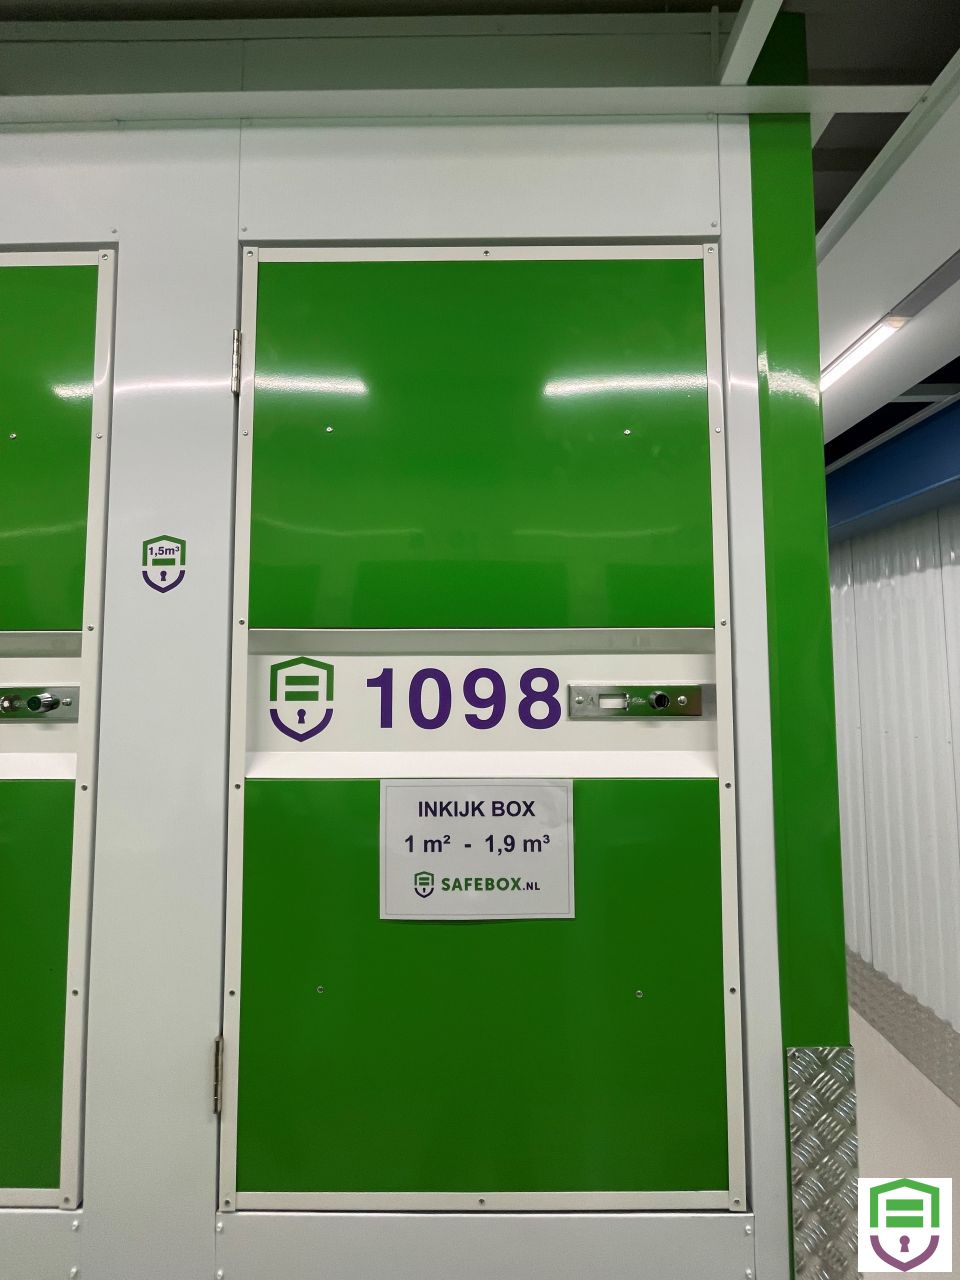 1,5m³
1098
INKIJK BOX
1 m² - 1,9 m³
SAFEBOX.NL